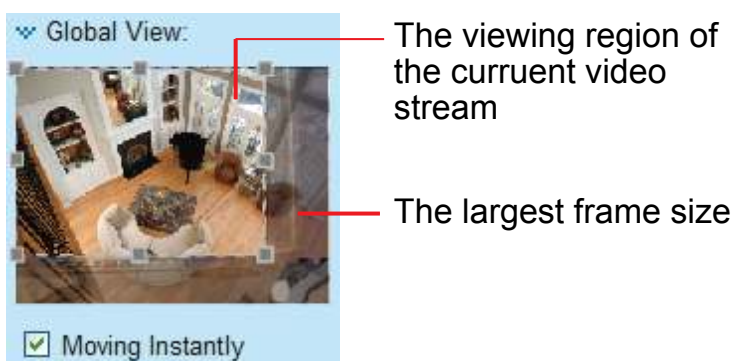 Global View:
The viewing region of
the curruent video
stream
The largest frame size
Moving Instantly